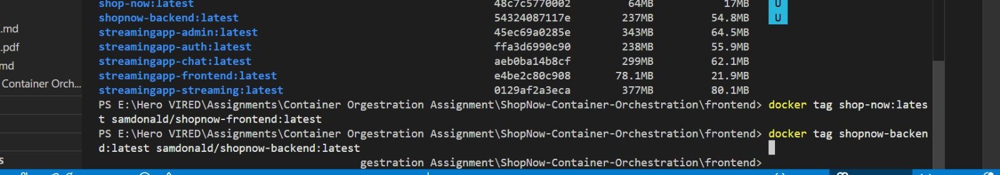 shop-now:latest 48c7c5770002 64MB 17MB U
.md
shopnow-backend:latest 54324087117e 237MB 54.8MB U
streamingapp-admin:latest 45ec69a0285e 343MB 64.5MB
.pdf
streamingapp-auth:latest ffa3d6990c90 238MB 55.9MB
md
streamingapp-chat:latest aeb0ba14b8cf 299MB 62.1MB
streamingapp-frontend:latest e4be2c80c908 78.1MB 21.9MB
Container Orch...
streamingapp-streaming:latest 0129af2a3eca 377MB 80.1MB
PS E:\Hero VIRED\Assignments\Container Orgestration Assignment\ShopNow-Container-Orchestration\frontend> docker tag shop-now:lates
t samdonald/shopnow-frontend:latest
PS E:\Hero VIRED\Assignments\Container Orgestration Assignment\ShopNow-Container-Orchestration\frontend> docker tag shopnow-backen
d:latest samdonald/shopnow-backend:latest
gestration Assignment\ShopNow-Container-Orchestration\frontend>
s